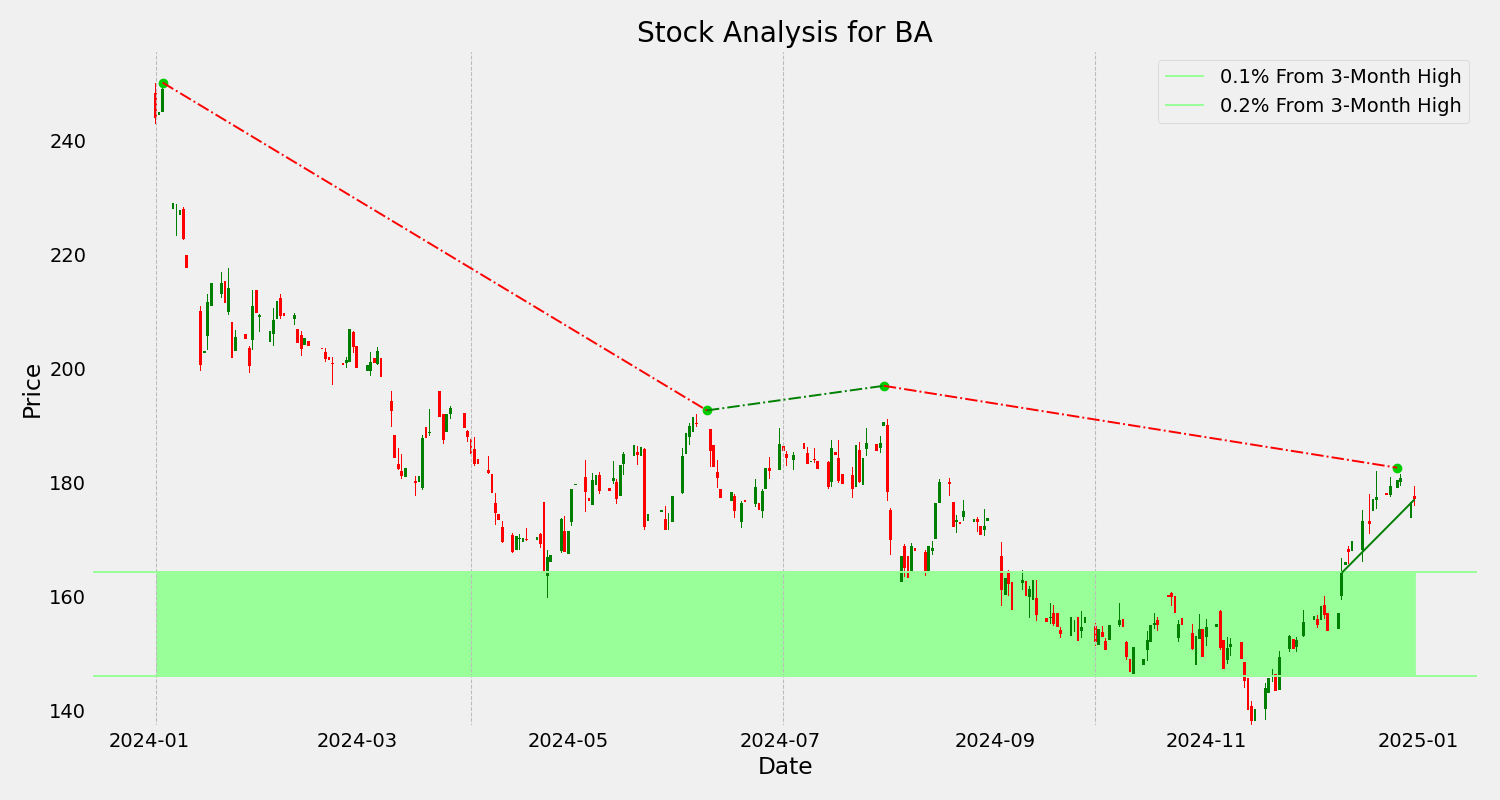 Stock Analysis for BA
0.1% From 3-Month High
0.2% From 3-Month High
Price
240
220
200
180
160
140
2024-01
2024-03
2024-05
2024-07
2024-09
2024-11
2025-01
Date